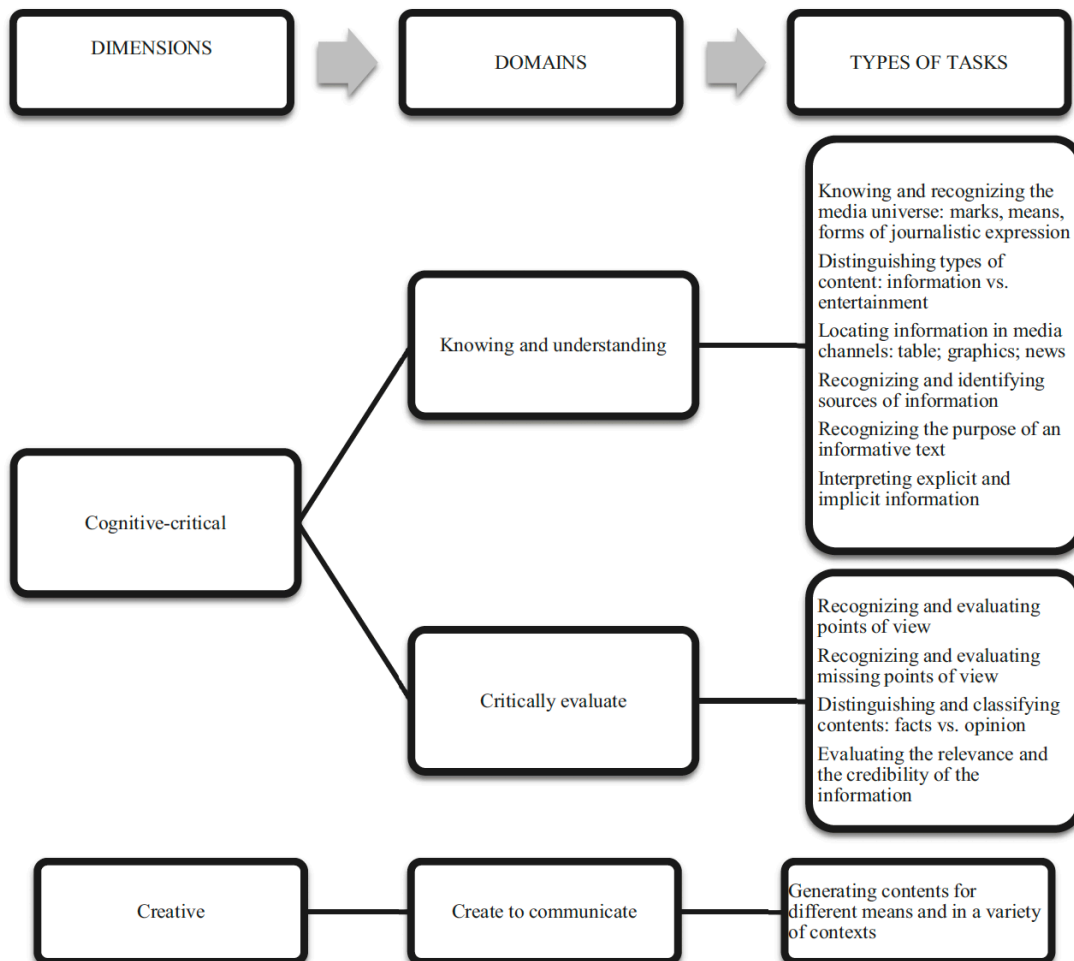 DIMENSIONS
DOMAINS
TYPES OF TASKS
Knowing and recognizing the
media universe: marks, means,
forms of journalistic expression
Distinguishing types of
content: information vs.
entertainment
Locating information in media
channels: table; graphics; news
Recognizing and identifying
sources of information
Recognizing the purpose of an
informative text
Interpreting explicit and
implicit information
Knowing and understanding
Cognitive-critical
Critically evaluate
Recognizing and evaluating
points of view
Recognizing and evaluating
missing points of view
Distinguishing and classifying
contents: facts vs. opinion
Evaluating the relevance and
the credibility of the
information
Creative
Create to communicate
Generating contents for
different means and in a variety
of contexts